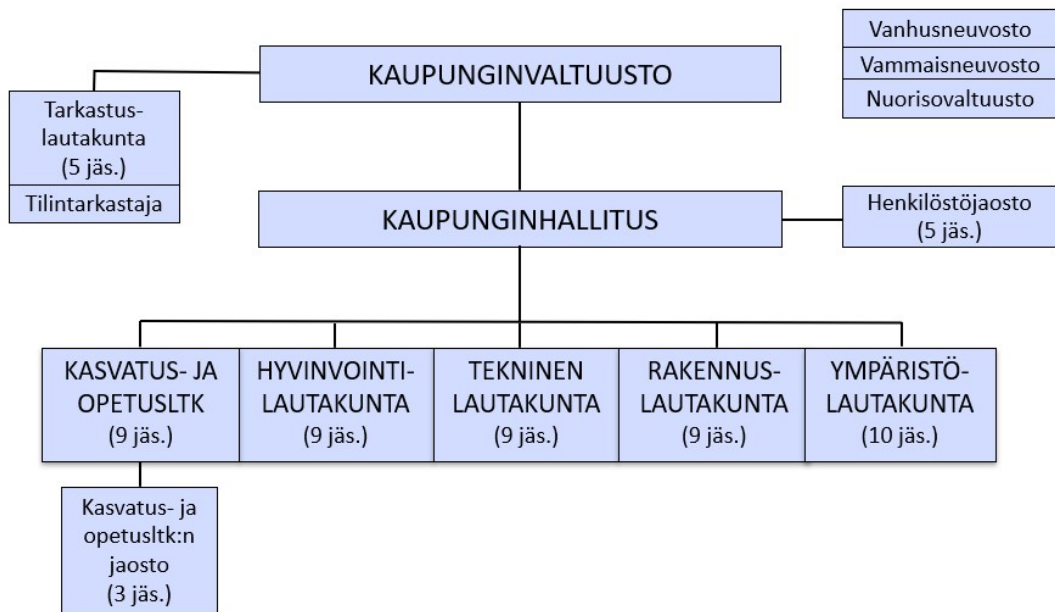 KAUPUNGINVALTUUSTO
Vanhusneuvosto
Vammaisneuvosto
Nuorisovaltuusto
Tarkastus-
lautakunta
(5 jäs.)
Tilintarkastaja
KAUPUNGINHALLITUS
Henkilöstöjaosto
(5 jäs.)
KASVATUS- JA
OPETUSLTK
(9 jäs.)
HYVINVOINTI-
LAUTAKUNTA
(9 jäs.)
TEKNINEN
LAUTAKUNTA
(9 jäs.)
RAKENNUS-
LAUTAKUNTA
(9 jäs.)
YMPÄRISTÖ-
LAUTAKUNTA
(10 jäs.)
Kasvatus- ja
opetusltk:n
jaosto
(3 jäs.)